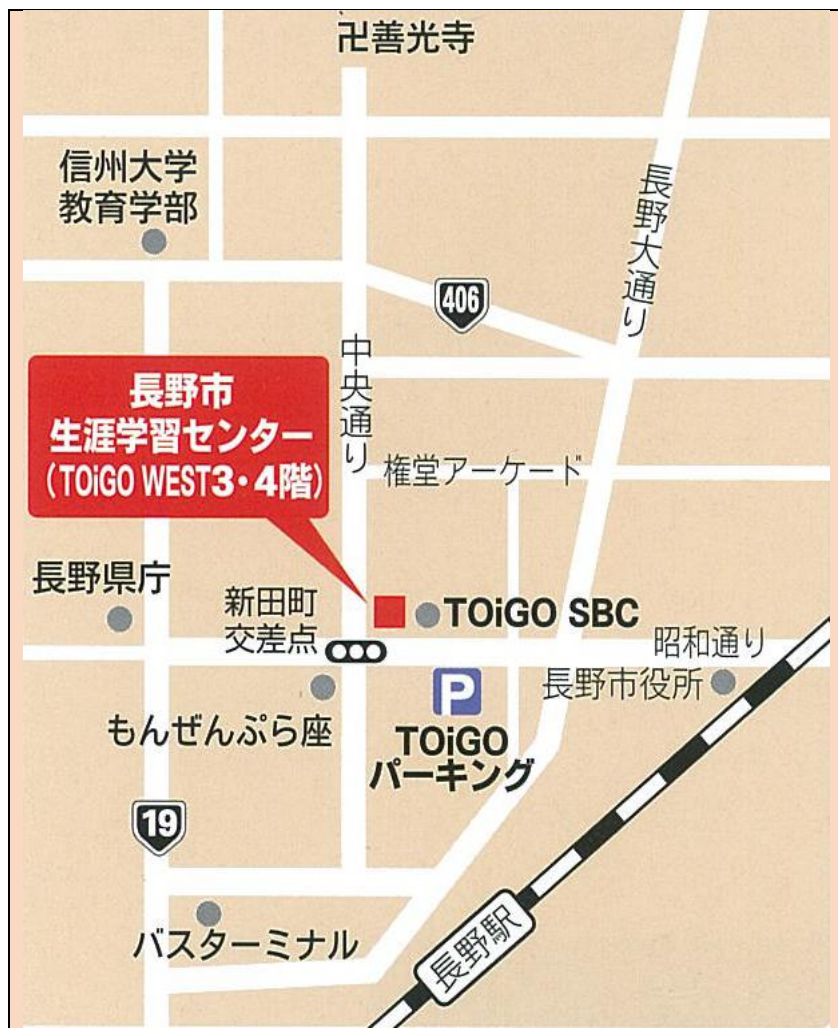 卍善光寺
信州大学
教育学部
長野大通り
406
中央通り
長野市
生涯学習センター
(TOiGO WEST3・4階)
権堂アーケード
長野県庁
新田町
交差点
TOiGO SBC
昭和通り
長野市役所
もんぜんぷら座
P
TOiGO
パーキング
19
バスターミナル
長野駅